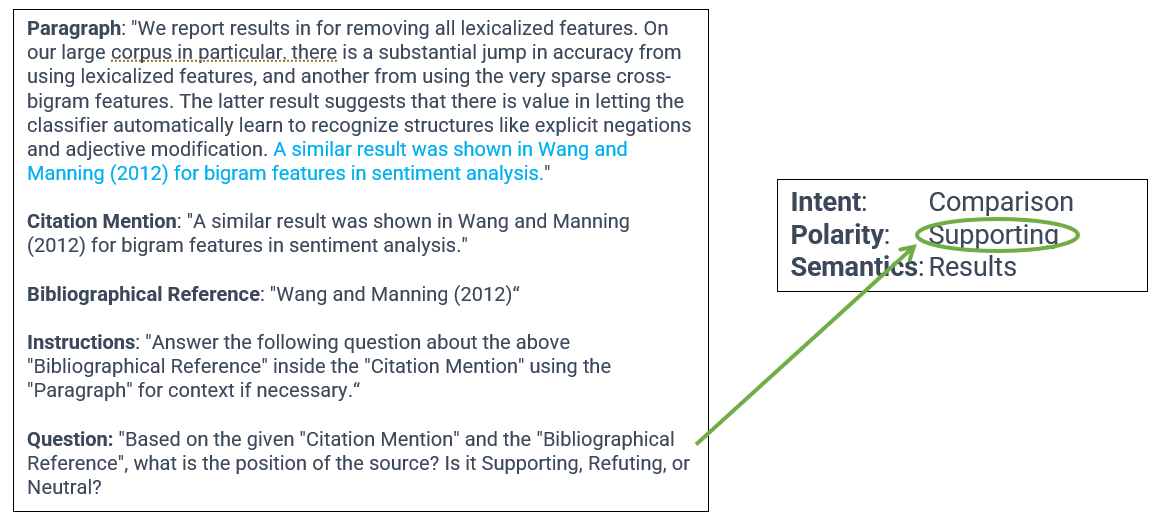 Paragraph: "We report results in for removing all lexicalized features. On
our large corpus in particular, there is a substantial jump in accuracy from
using lexicalized features, and another from using the very sparse cross-
bigram features. The latter result suggests that there is value in letting the
classifier automatically learn to recognize structures like explicit negations
and adjective modification. A similar result was shown in Wang and
Manning (2012) for bigram features in sentiment analysis."
Citation Mention: "A similar result was shown in Wang and Manning
(2012) for bigram features in sentiment analysis."
Bibliographical Reference: "Wang and Manning (2012)“
Instructions: "Answer the following question about the above
"Bibliographical Reference" inside the "Citation Mention" using the
"Paragraph" for context if necessary.“
Question: "Based on the given "Citation Mention" and the "Bibliographical
Reference", what is the position of the source? Is it Supporting, Refuting, or
Neutral?
Intent: Comparison
Polarity: Supporting
Semantics: Results